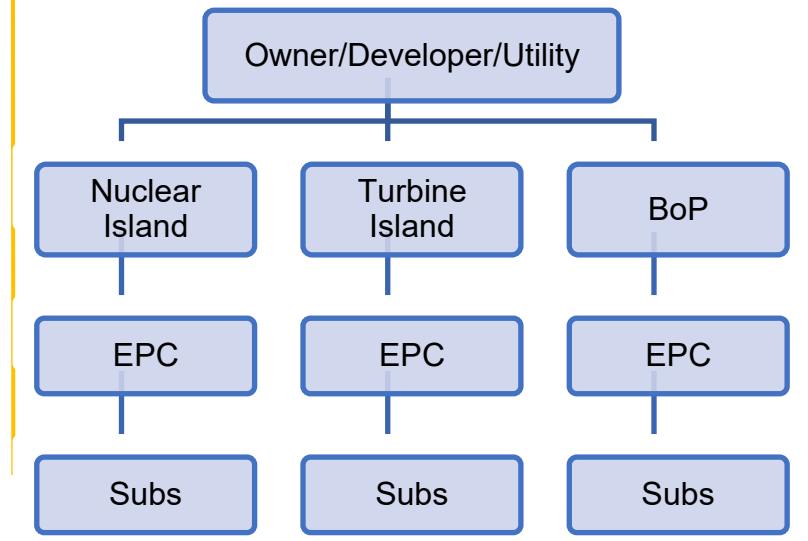 Owner/Developer/Utility
Nuclear
Island
Turbine
Island
BoP
EPC
EPC
EPC
Subs
Subs
Subs